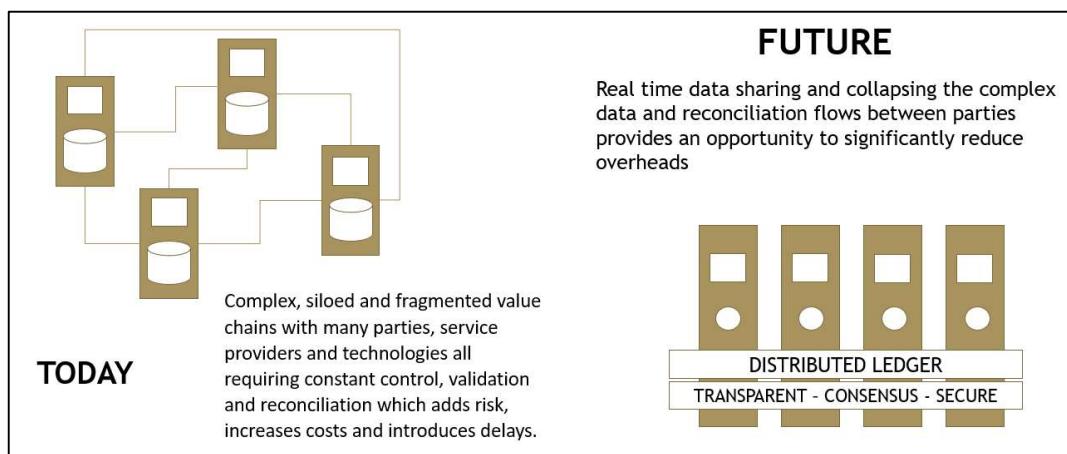 TODAY
Complex, siloed and fragmented value
chains with many parties, service
providers and technologies all
requiring constant control, validation
and reconciliation which adds risk,
increases costs and introduces delays.
FUTURE
Real time data sharing and collapsing the complex
data and reconciliation flows between parties
provides an opportunity to significantly reduce
overheads
DISTRIBUTED LEDGER
TRANSPARENT - CONSENSUS - SECURE